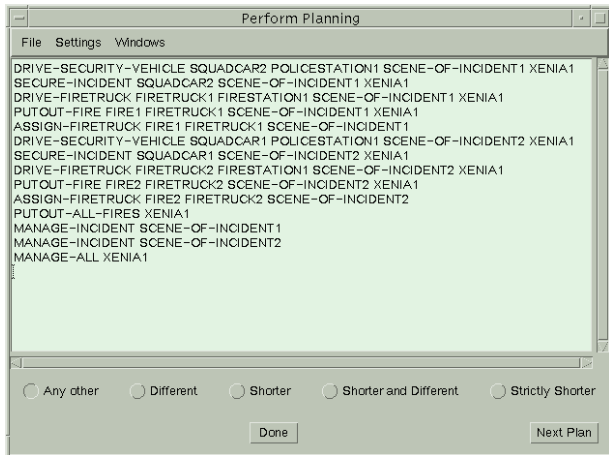 Perform Planning
File Settings Windows
DRIVE-SECURITY-VEHICLE SQUADCAR2 POLICESTATION1 SCENE-OF-INCIDENT1 XENIA1
SECURE-INCIDENT SQUADCAR2 SCENE-OF-INCIDENT1 XENIA1
DRIVE-FIRETRUCK FIRETRUCK1 FIRESTATION1 SCENE-OF-INCIDENT1 XENIA1
PUTOUT-FIRE FIRE1 FIRETRUCK1 SCENE-OF-INCIDENT1 XENIA1
ASSIGN-FIRETRUCK FIRE1 FIRETRUCK1 SCENE-OF-INCIDENT1
DRIVE-SECURITY-VEHICLE SQUADCAR1 POLICESTATION1 SCENE-OF-INCIDENT2 XENIA1
SECURE-INCIDENT SQUADCAR1 SCENE-OF-INCIDENT2 XENIA1
DRIVE-FIRETRUCK FIRETRUCK2 FIRESTATION1 SCENE-OF-INCIDENT2 XENIA1
PUTOUT-FIRE FIRE2 FIRETRUCK2 SCENE-OF-INCIDENT2 XENIA1
ASSIGN-FIRETRUCK FIRE2 FIRETRUCK2 SCENE-OF-INCIDENT2
PUTOUT-ALL-FIRES XENIA1
MANAGE-INCIDENT SCENE-OF-INCIDENT1
MANAGE-INCIDENT SCENE-OF-INCIDENT2
MANAGE-ALL XENIA1
Any other Different Shorter Shorter and Different Strictly Shorter
Done Next Plan